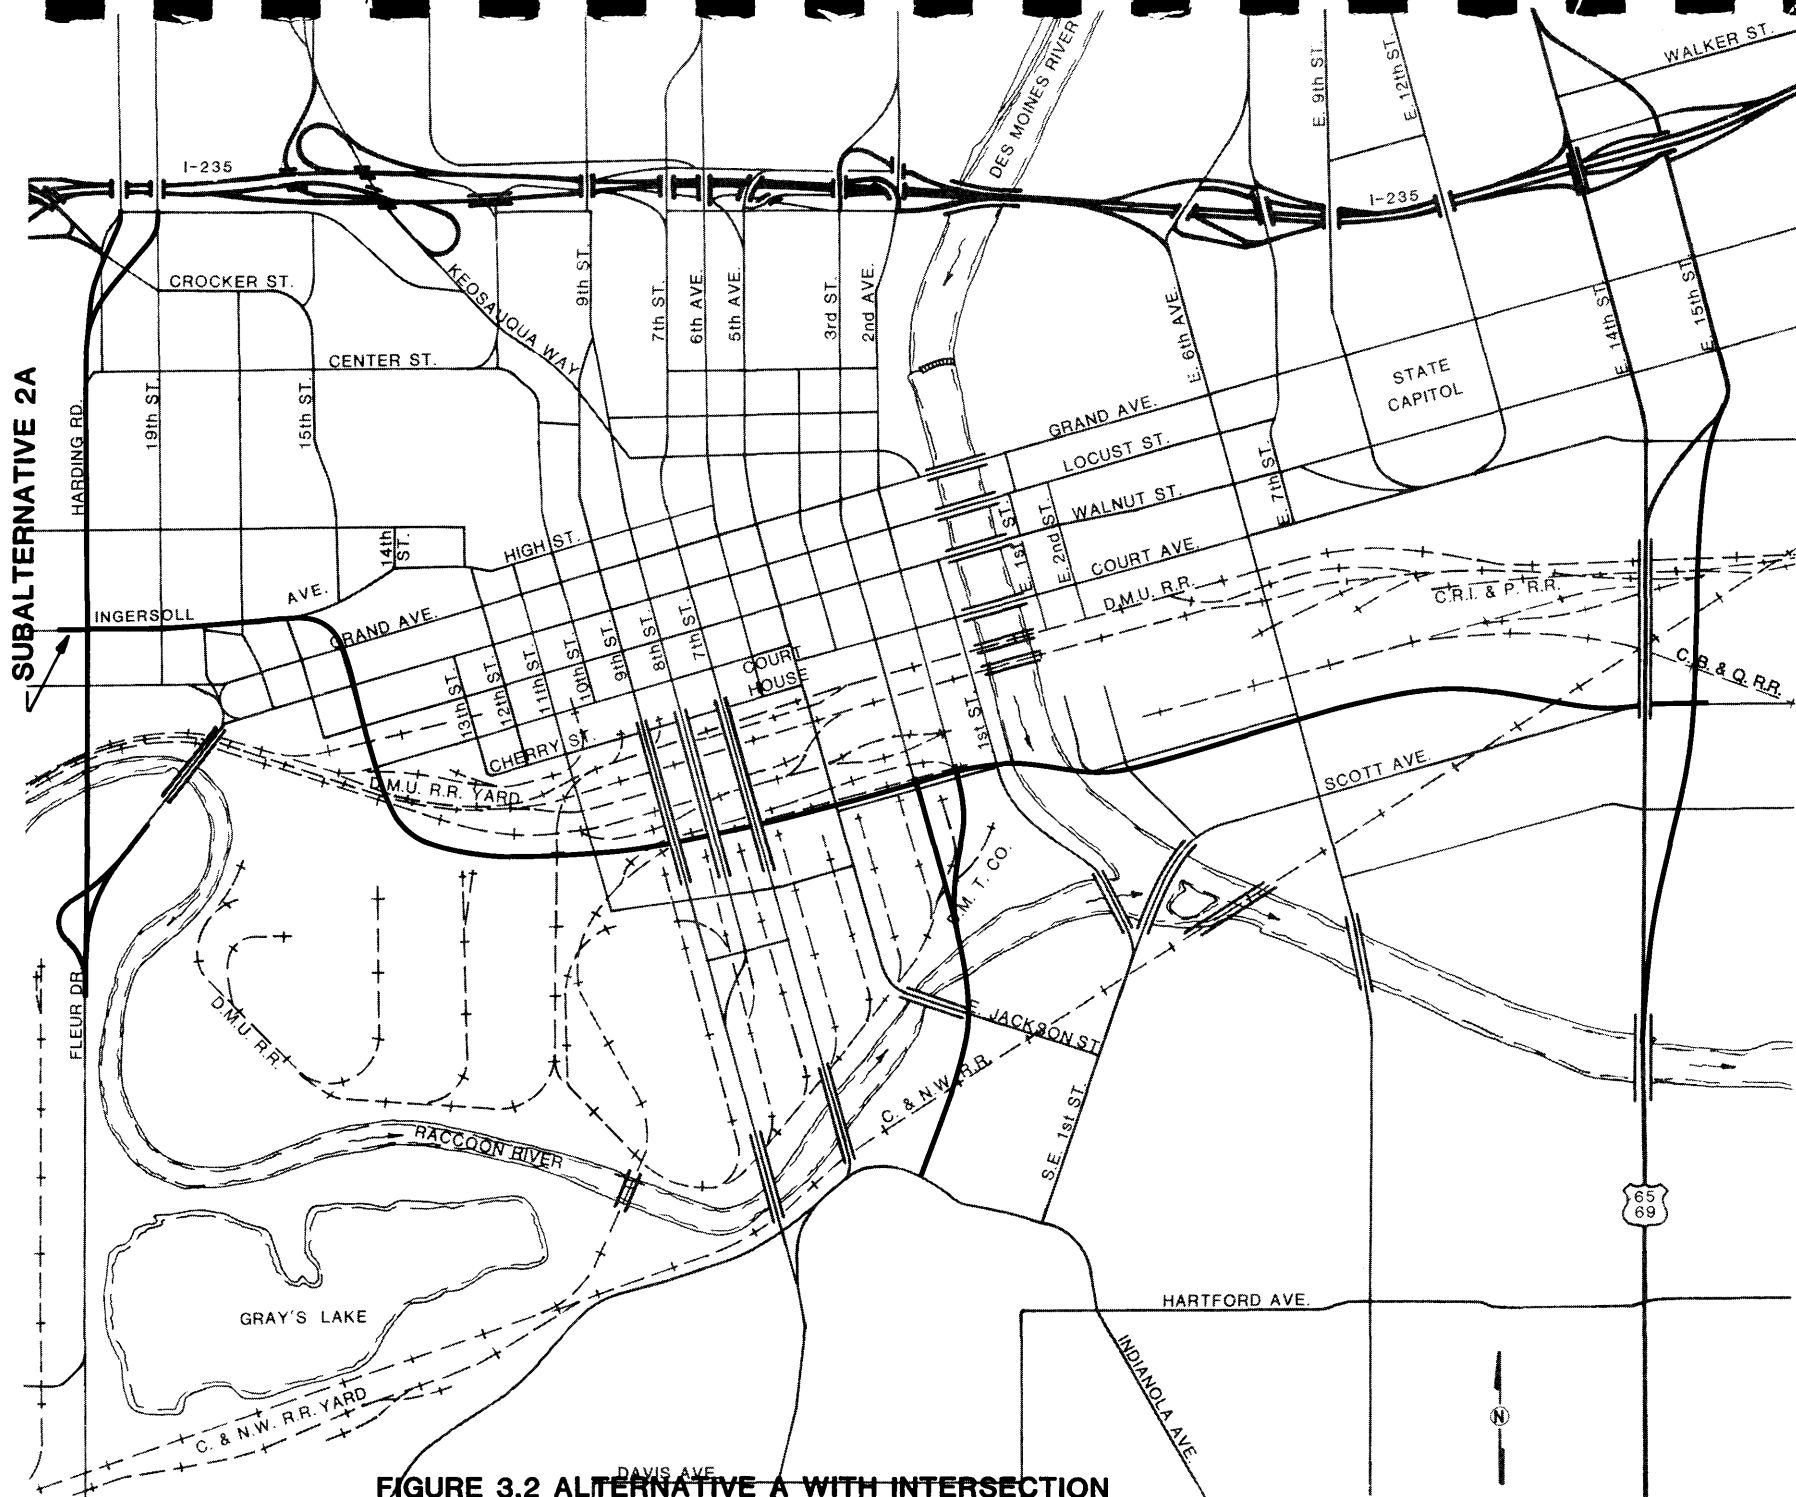 WALKER ST.
DES MOINES RIVER
E. 9th ST.
E. 12th ST.
I-235
I-235
CROCKER ST.
KEOSAUQUA WAY
9th ST.
7th ST.
6th AVE.
5th AVE.
3rd ST.
2nd AVE.
E. 6th AVE.
E. 14th ST.
E. 15th ST.
CENTER ST.
STATE
CAPITOL
SUBALTERNATIVE 2A
HARDING RD.
19th ST.
15th ST.
GRAND AVE.
LOCUST ST.
WALNUT ST.
COURT AVE.
E. 7th ST.
E. 1st ST.
E. 2nd ST.
14th
ST.
HIGH ST.
D.M.U. R.R.
C.R.I. & P. R.R.
INGERSOLL
AVE.
GRAND AVE.
13th ST.
12th ST.
11th ST.
10th ST.
9th ST.
8th ST.
7th ST.
COURT
HOUSE
C. B. & Q. R.R.
1st ST.
CHERRY ST.
D.M.U. R.R. YARD
SCOTT AVE.
D.M.T. CO.
FLEUR DR.
D.M.U. R.R.
E. JACKSON ST.
C. & N.W. R.R.
S.E. 1st ST.
RACCOON RIVER
65
69
GRAY'S LAKE
HARTFORD AVE.
INDIANOLA AVE.
C. & N.W. R.R. YARD
N
DAVIS AVE.
FIGURE 3.2 ALTERNATIVE A WITH INTERSECTION